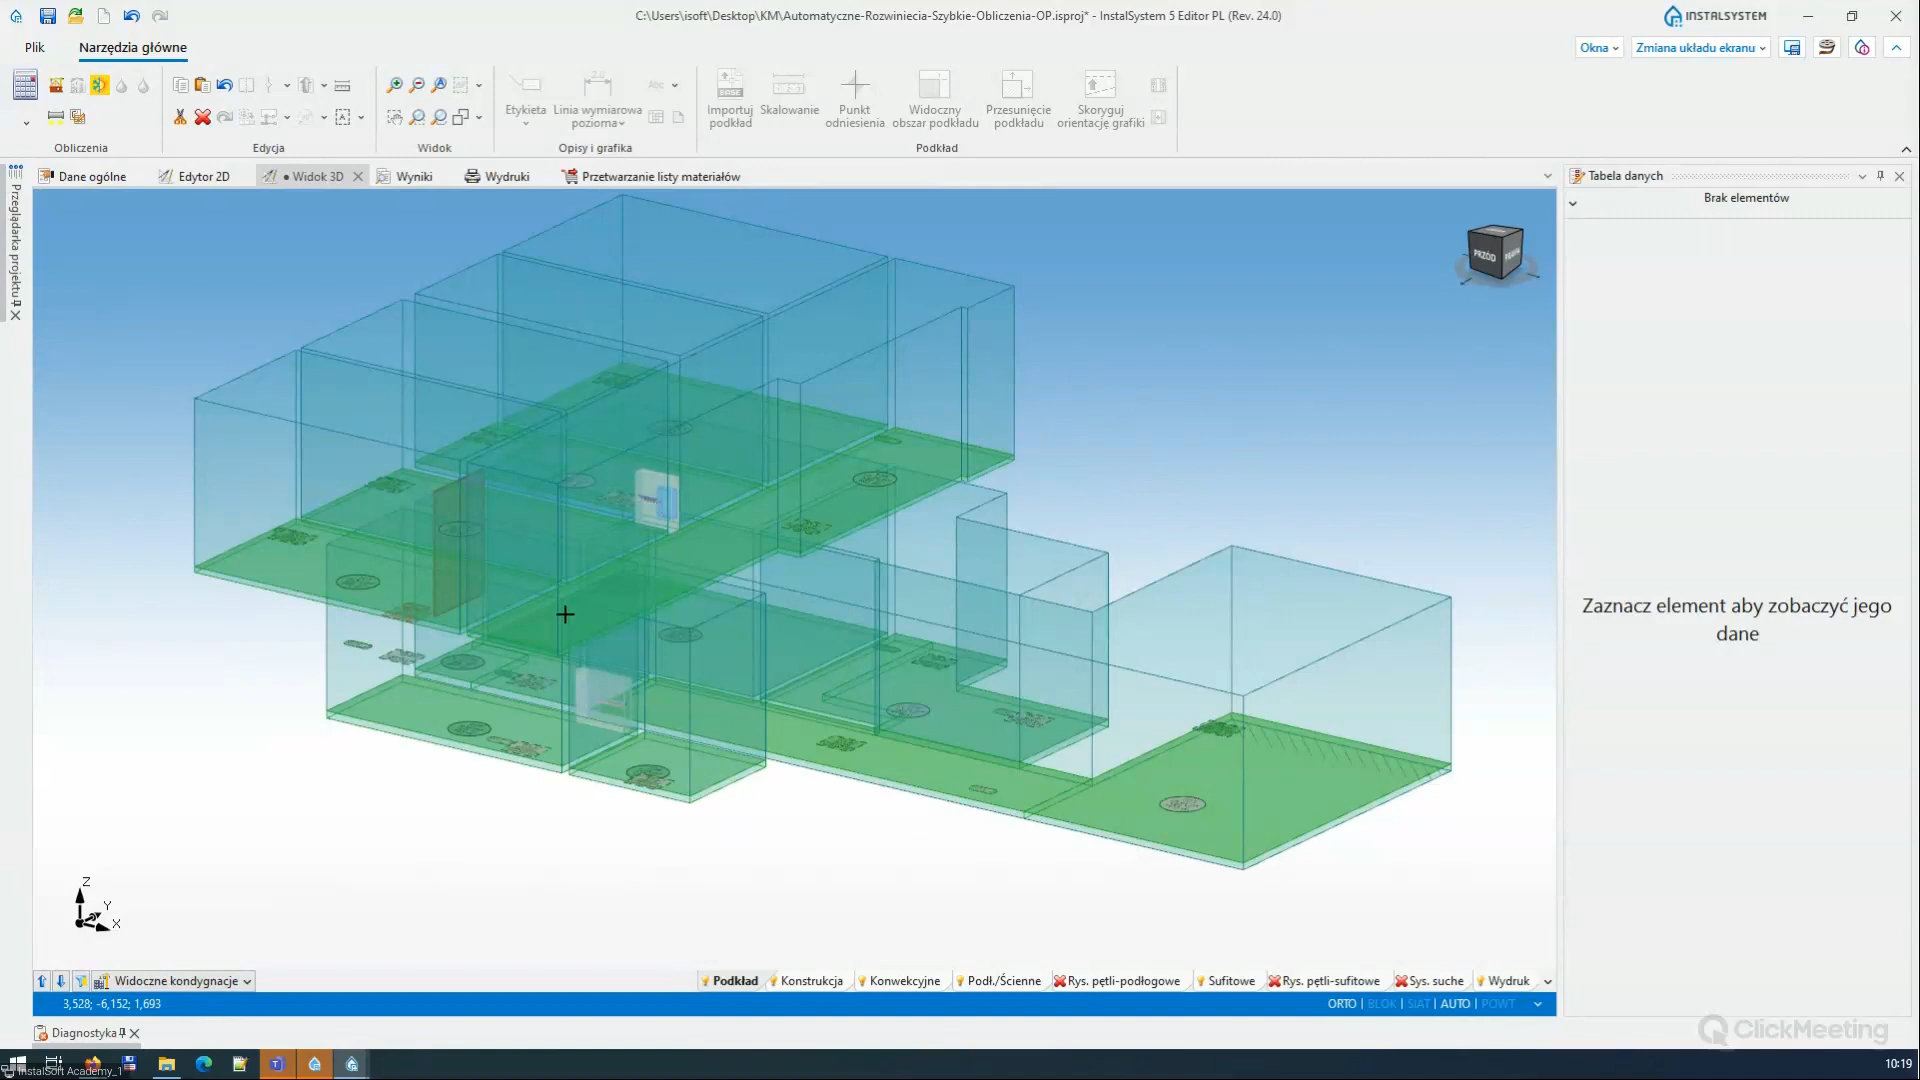 C:\Users\isoft\Desktop\KM\Automatyczne-Rozwiniecia-Szybkie-Obliczenia-OP.isproj* - InstalSystem 5 Editor PL (Rev. 24.0)
INSTALSYSTEM
Plik
Narzędzia główne
Okna
Zmiana układu ekranu
Etykieta
Linia wymiarowa
pozioma
Abc
Importuj
podkład
Skalowanie
Punkt
odniesienia
Widoczny
obszar podkładu
Przesunięcie
podkładu
Skoryguj
orientację grafiki
Obliczenia
Edycja
Widok
Opisy i grafika
Podkład
Przeglądarka projektu
Dane ogólne
Edytor 2D
Widok 3D
Wyniki
Wydruki
Przetwarzanie listy materiałów
Tabela danych
Brak elementów
PRZÓD
Zaznacz element aby zobaczyć jego
dane
Z
Y
X
Widoczne kondygnacje
Podkład
Konstrukcja
Konwekcyjne
Podł./Ścienne
Rys. pętli-podłogowe
Sufitowe
Rys. pętli-sufitowe
Sys. suche
Wydruk
3,528; -6,152; 1,693
ORTO | BLOK | SIAT | AUTO | POWT
Diagnostyka
ClickMeeting
InstalSoft Academy_1
10:19